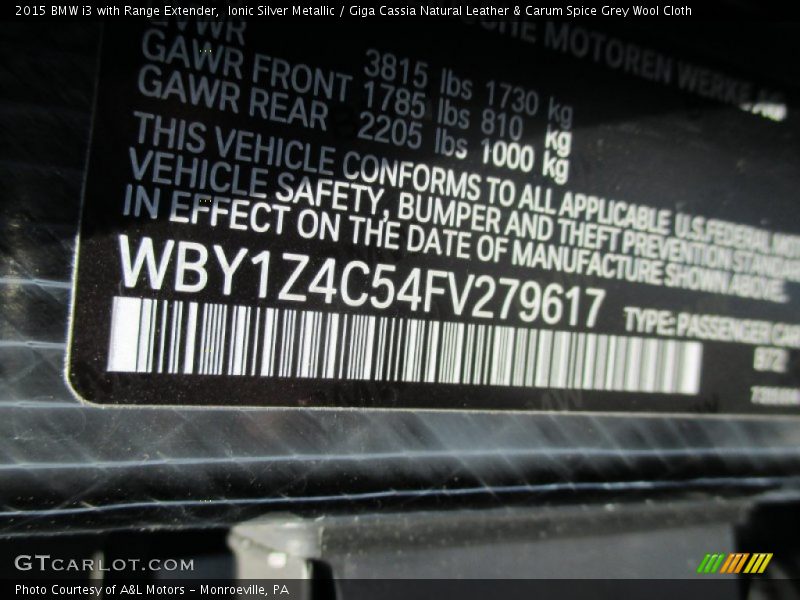 2015 BMW i3 with Range Extender, Ionic Silver Metallic / Giga Cassia Natural Leather & Carum Spice Grey Wool Cloth
MOTOREN WERKE AG
GVWR 3815 lbs 1730 kg
GAWR FRONT 1785 lbs 810 kg
GAWR REAR 2205 lbs 1000 kg
THIS VEHICLE CONFORMS TO ALL APPLICABLE U.S.FEDERAL
VEHICLE SAFETY, BUMPER AND THEFT PREVENTION
IN EFFECT ON THE DATE OF MANUFACTURE SHOWN ABOVE.
WBY1Z4C54FV279617
TYPE:PASSENGER CAR
B72
GTCARLOT.COM
Photo Courtesy of A&L Motors - Monroeville, PA